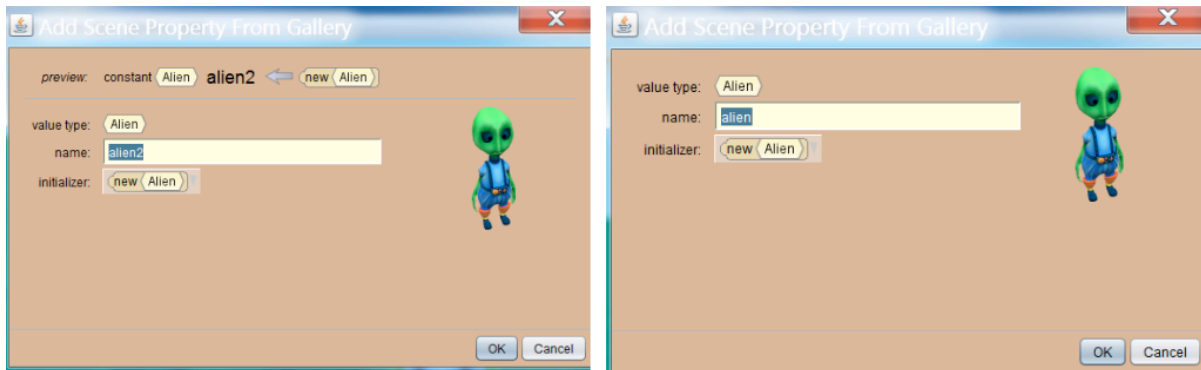 Add Scene Property From Gallery
preview: constant Alien alien2 new Alien
value type: Alien
name: alien2
initializer: new Alien
OK Cancel
Add Scene Property From Gallery
value type: Alien
name: alien
initializer: new Alien
OK Cancel